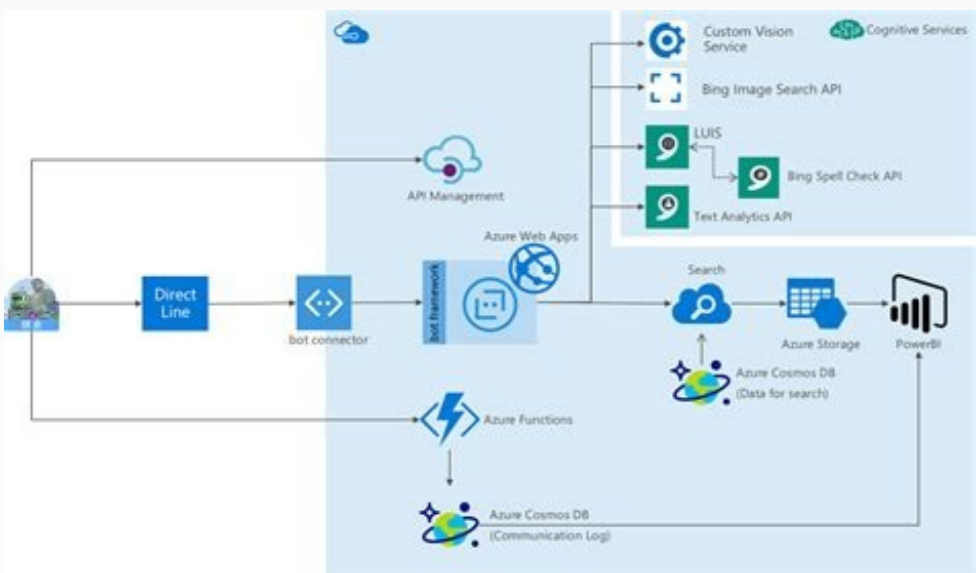 Custom Vision
Service
Cognitive Services
Bing Image Search API
LUIS
Bing Spell Check API
Text Analytics API
API Management
Azure Web Apps
bot framework
Direct
Line
bot connector
Search
Azure Storage
PowerBI
Azure Cosmos DB
(Data for search)
Azure Functions
Azure Cosmos DB
(Communication Log)